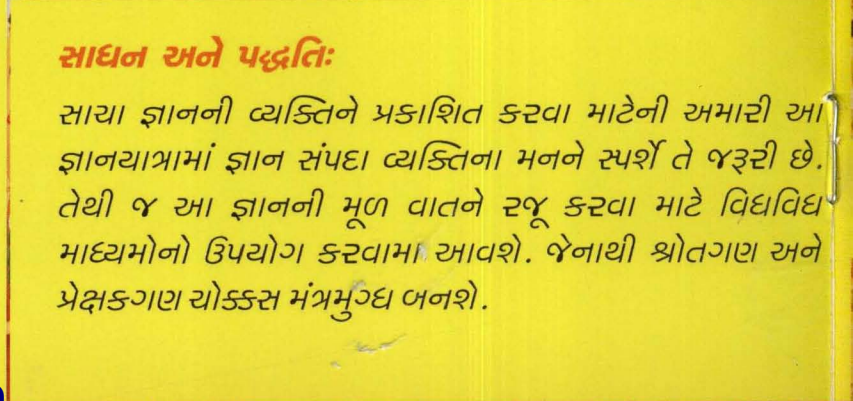 સાધન અને પદ્ધતિઃ
સાચા જ્ઞાનની વ્યક્તિને પ્રકાશિત કરવા માટેની અમારી આ
જ્ઞાનયાત્રામાં જ્ઞાન સંપદા વ્યક્તિના મનને સ્પર્શે તે જરૂરી છે.
તેથી જ આ જ્ઞાનની મૂળ વાતને રજૂ કરવા માટે વિધવિધ
માધ્યમોનો ઉપયોગ કરવામા આવશે. જેનાથી શ્રોતગણ અને
પ્રેક્ષકગણ ચોક્કસ મંત્રમુગ્ધ બનશે.